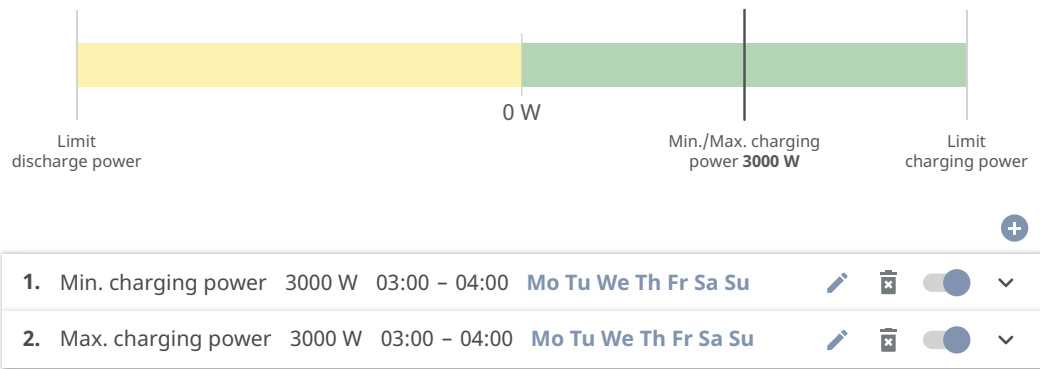 0 W
Limit
discharge power
Min./Max. charging
power 3000 W
Limit
charging power
1. Min. charging power 3000 W 03:00 – 04:00 Mo Tu We Th Fr Sa Su
2. Max. charging power 3000 W 03:00 – 04:00 Mo Tu We Th Fr Sa Su